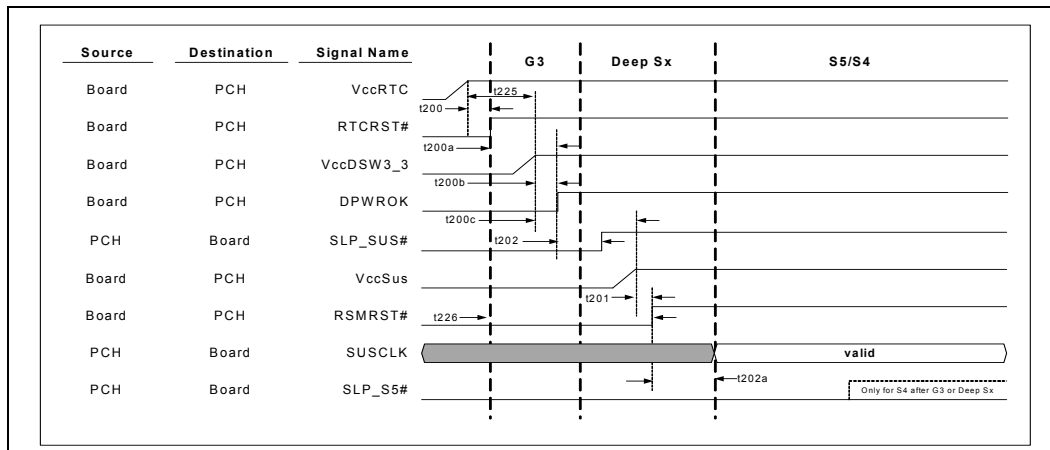 Source Destination Signal Name G3 Deep Sx S5/S4
Board PCH VccRTC
t225
t200
Board PCH RTCRST#
t200a
Board PCH VccDSW3_3
t200b
Board PCH DPWROK
t200c
PCH Board SLP_SUS# t202
Board PCH VccSus
t201
Board PCH RSMRST# t226
PCH Board SUSCLK valid
t202a
PCH Board SLP_S5# Only for S4 after G3 or Deep Sx